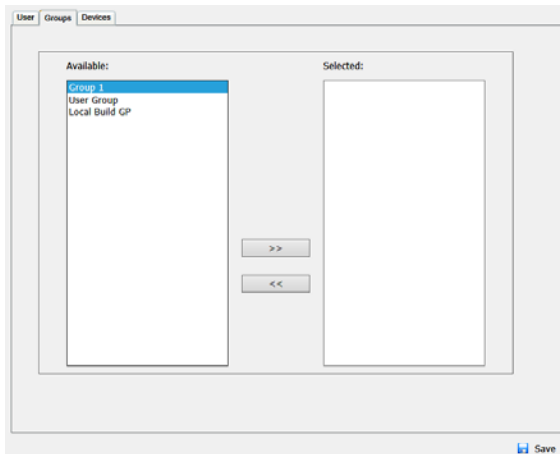 User Groups Devices
Available: Selected:
Group 1
User Group
Local Build GP
>>
<<
Save